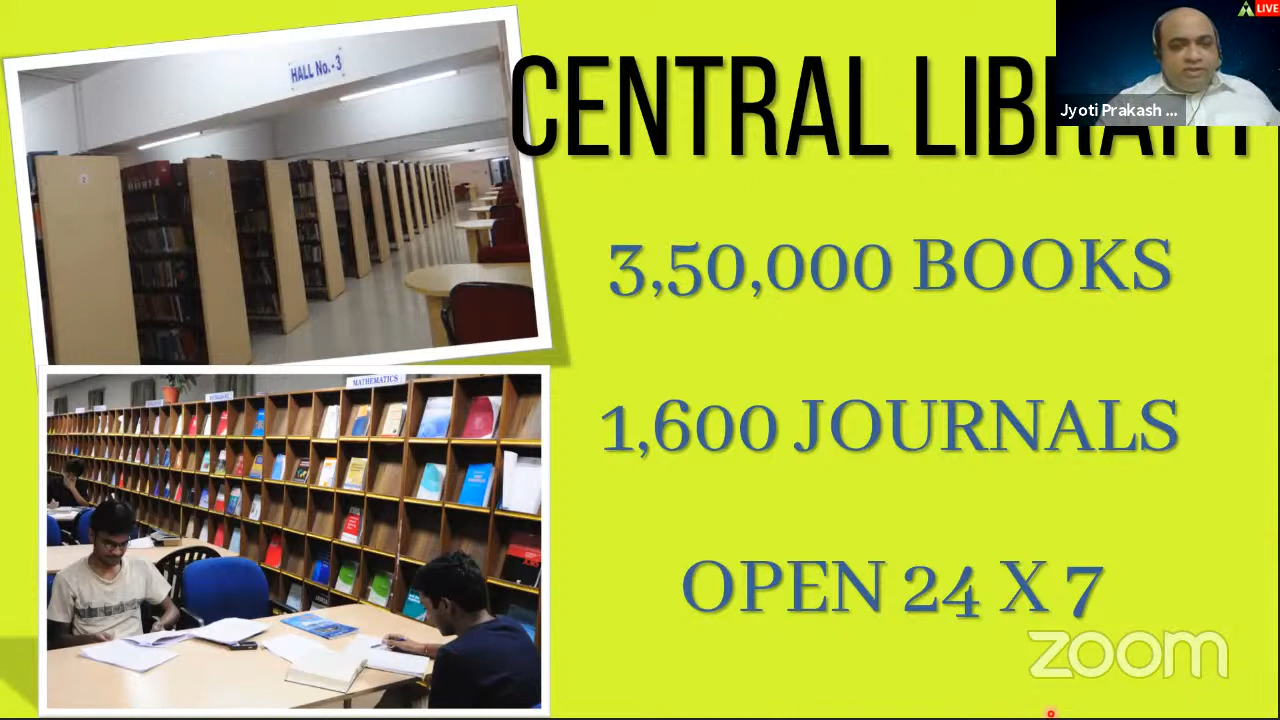 LIVE
HALL No.-3
CENTRAL LIBRARY
Jyoti Prakash ...
3,50,000 BOOKS
MATHEMATICS
1,600 JOURNALS
OPEN 24 X 7
zoom